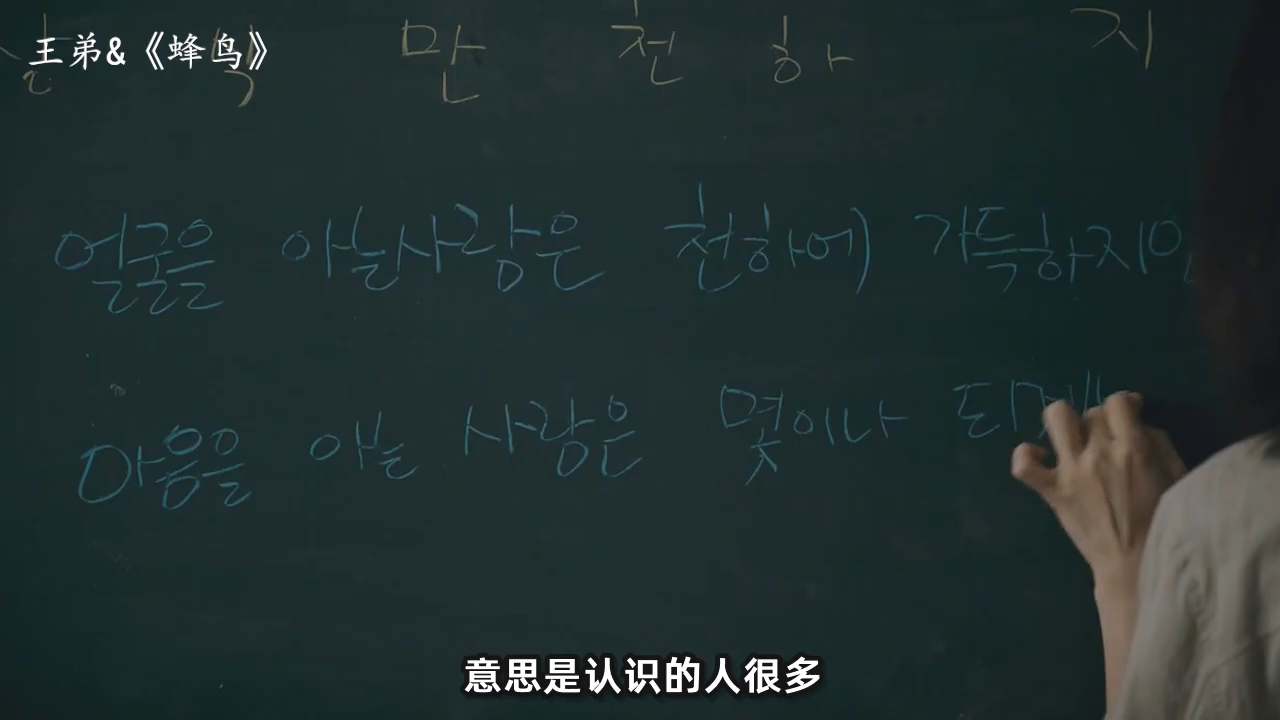 王弟&《蜂鸟》
만 천 하 지
얼굴을 아는사람은 천하에 가득하지만
마음을 아는 사람은 몇이나 되
意思是认识的人很多